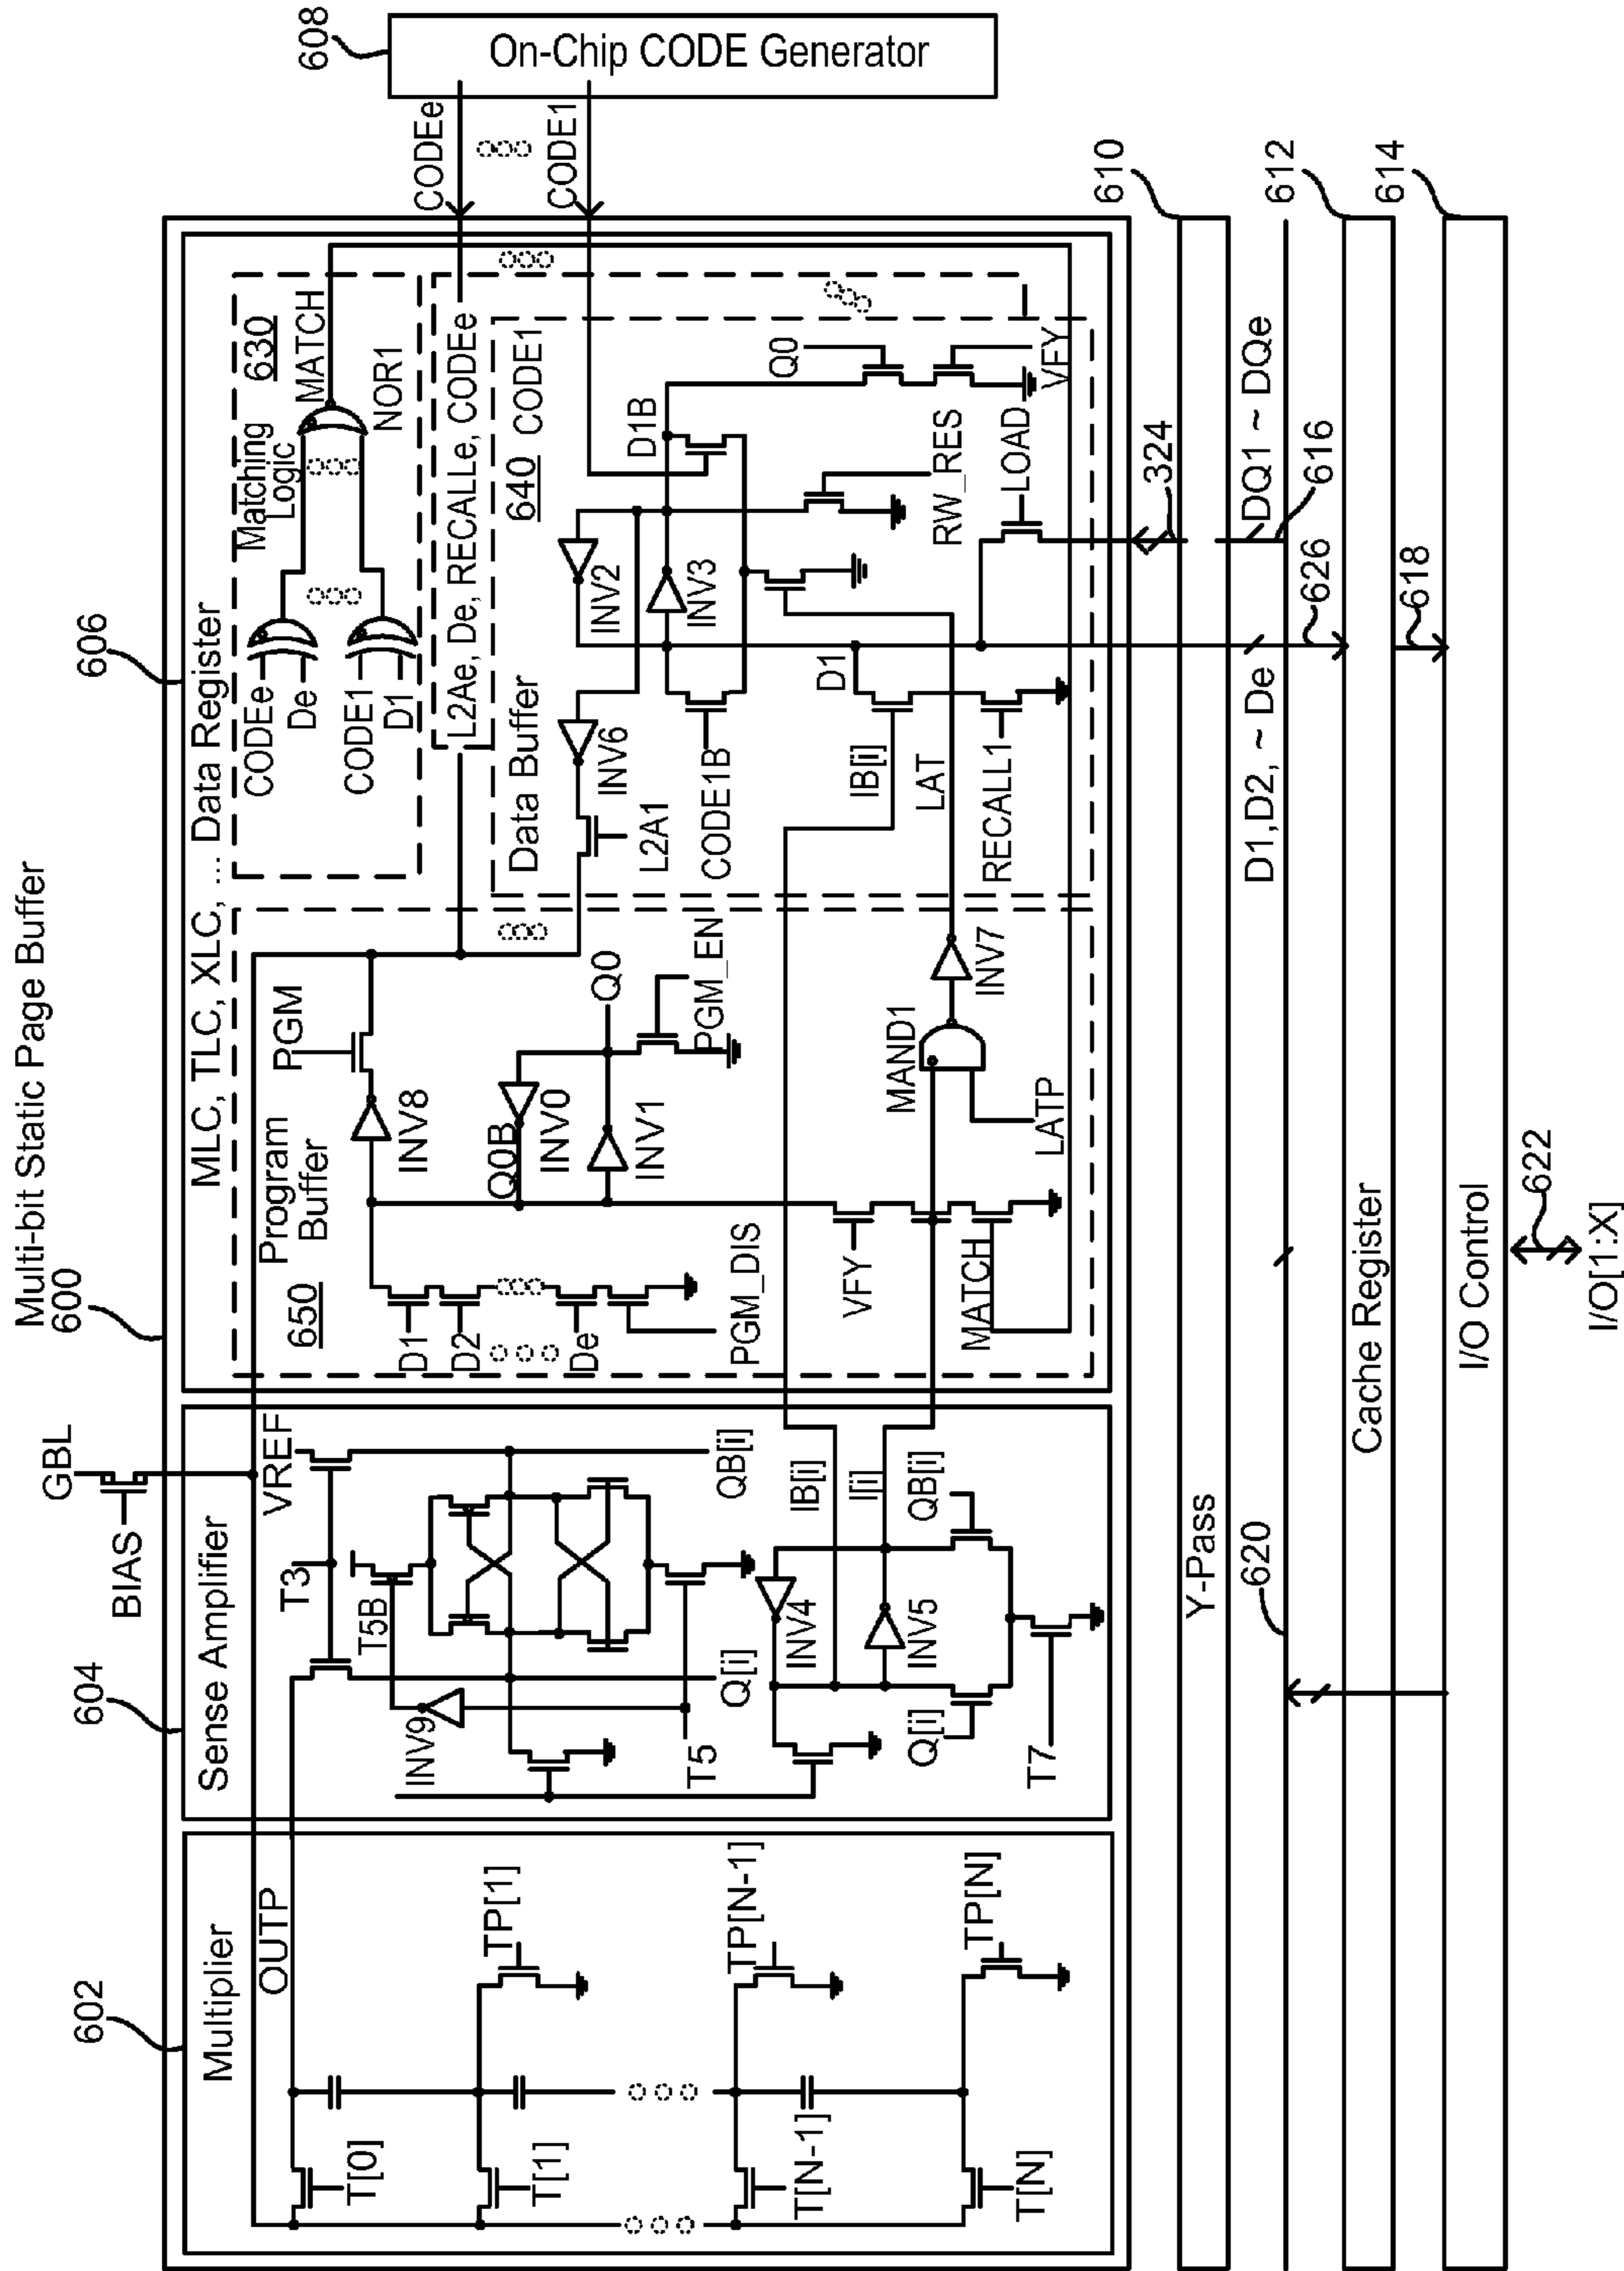 Multi-bit Static Page Buffer
600
GBL
BIAS
602
604
606
608
Multiplier
Sense Amplifier
MLC, TLC, XLC, ... Data Register
On-Chip CODE Generator
OUTP
T[0]
T[1]
T[N-1]
T[N]
TP[1]
TP[N-1]
TP[N]
T3
VREF
T5B
INV9
T5
Q[i]
QB[i]
INV4
INV5
IB[i]
I[i]
Q[i]
QB[i]
T7
Program
Buffer
650
PGM
INV8
Q0B
INV0
INV1
Q0
PGM_EN
D1
D2
De
PGM_DIS
VFY
MATCH
MAND1
LATP
INV7
Matching
Logic
630
CODEe
De
CODE1
D1
MATCH
NOR1
L2Ae, De, RECALLe, CODEe
Data Buffer
640
CODE1
INV6
L2A1
INV2
INV3
CODE1B
D1B
D1
IB[i]
LAT
RECALL1
Q0
VFY
RW_RES
LOAD
CODEe
CODE1
324
610
Y-Pass
D1,D2, ~ De
DQ1 ~ DQe
612
616
620
626
Cache Register
618
614
I/O Control
622
I/O[1:X]